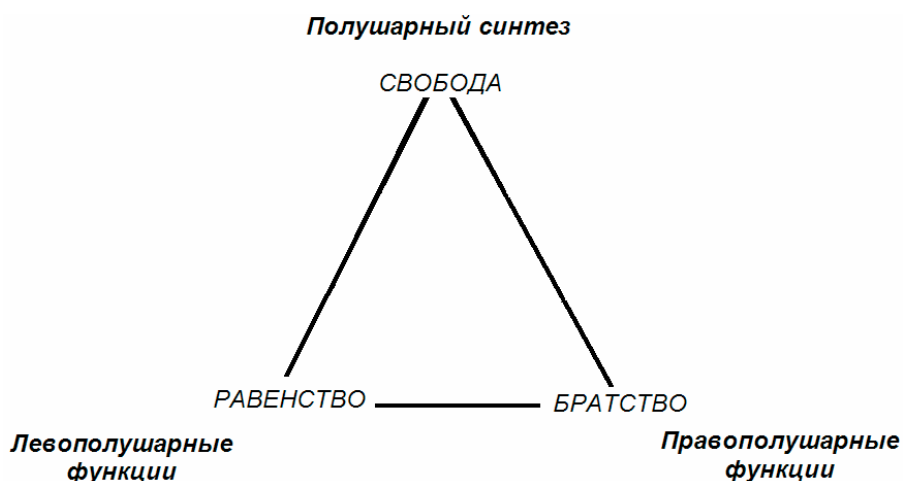 Полушарный синтез
СВОБОДА
РАВЕНСТВО
БРАТСТВО
Левополушарные
функции
Правополушарные
функции